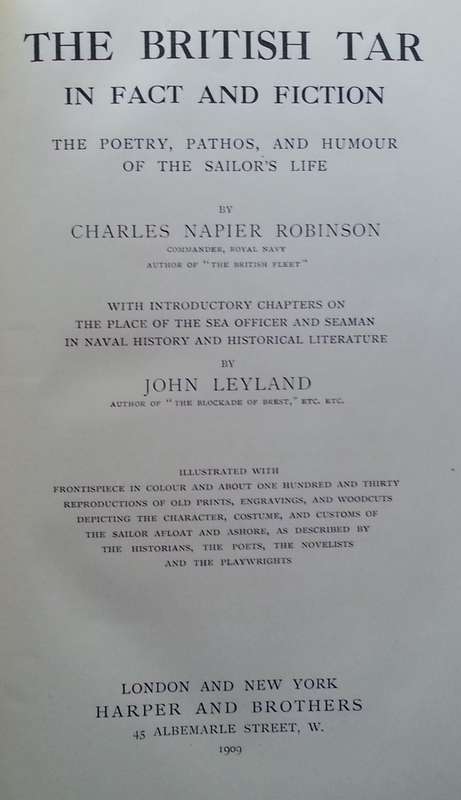 THE BRITISH TAR
IN FACT AND FICTION
THE POETRY, PATHOS, AND HUMOUR
OF THE SAILOR'S LIFE
BY
CHARLES NAPIER ROBINSON
COMMANDER, ROYAL NAVY
AUTHOR OF "THE BRITISH FLEET"
WITH INTRODUCTORY CHAPTERS ON
THE PLACE OF THE SEA OFFICER AND SEAMAN
IN NAVAL HISTORY AND HISTORICAL LITERATURE
BY
JOHN LEYLAND
AUTHOR OF "THE BLOCKADE OF BREST," ETC. ETC.
ILLUSTRATED WITH
FRONTISPIECE IN COLOUR AND ABOUT ONE HUNDRED AND THIRTY
REPRODUCTIONS OF OLD PRINTS, ENGRAVINGS, AND WOODCUTS
DEPICTING THE CHARACTER, COSTUME, AND CUSTOMS OF
THE SAILOR AFLOAT AND ASHORE, AS DESCRIBED BY
THE HISTORIANS, THE POETS, THE NOVELISTS
AND THE PLAYWRIGHTS
LONDON AND NEW YORK
HARPER AND BROTHERS
45 ALBEMARLE STREET, W.
1909